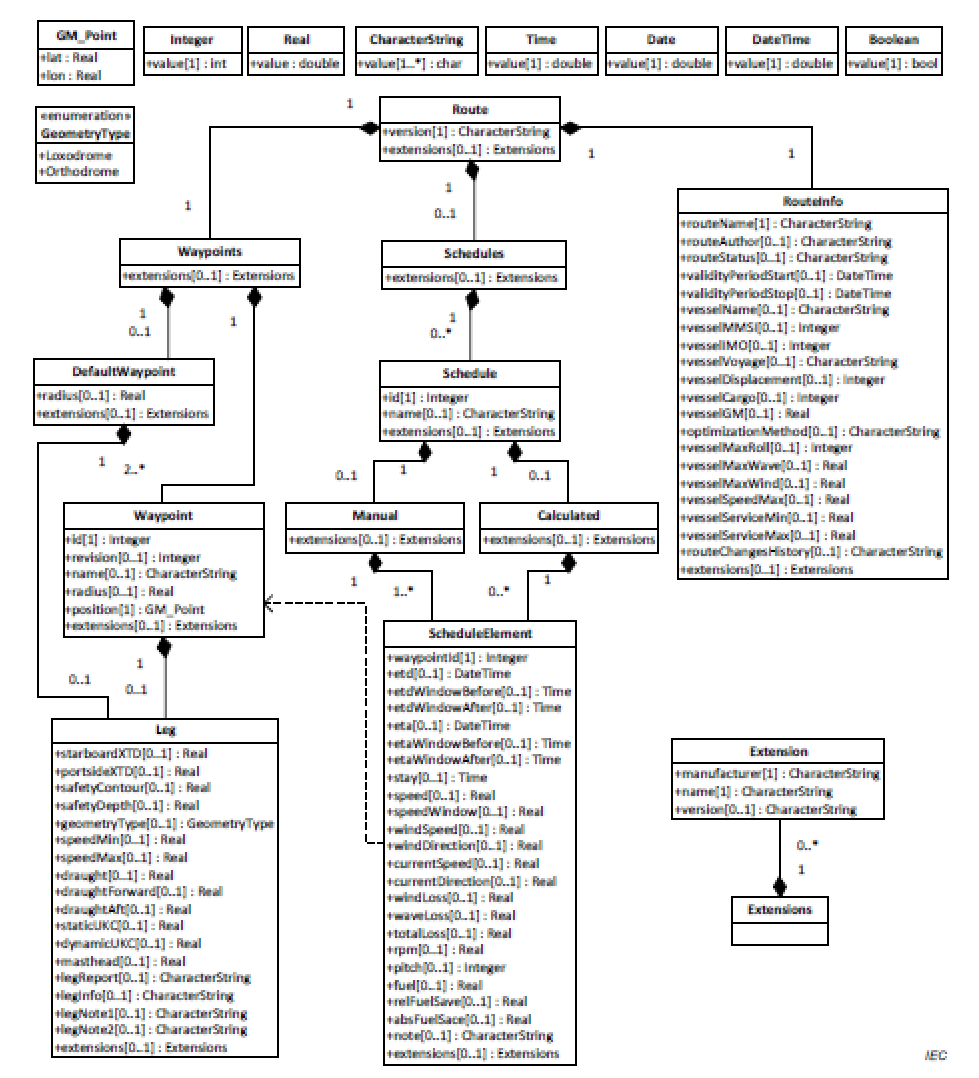 GM_Point
+lat : Real
+lon : Real
Integer
+value[1] : int
Real
+value : double
CharacterString
+value[1..*] : char
Time
+value[1] : double
Date
+value[1] : double
DateTime
+value[1] : double
Boolean
+value[1] : bool
«enumeration»
GeometryType
+Loxodrome
+Orthodrome
Route
+version[1] : CharacterString
+extensions[0..1] : Extensions
1
1
1
1
1
0..1
Waypoints
+extensions[0..1] : Extensions
Schedules
+extensions[0..1] : Extensions
RouteInfo
+routeName[1] : CharacterString
+routeAuthor[0..1] : CharacterString
+routeStatus[0..1] : CharacterString
+validityPeriodStart[0..1] : DateTime
+validityPeriodStop[0..1] : DateTime
+vesselName[0..1] : CharacterString
+vesselMMSI[0..1] : Integer
+vesselIMO[0..1] : Integer
+vesselVoyage[0..1] : CharacterString
+vesselDisplacement[0..1] : Integer
+vesselCargo[0..1] : Integer
+vesselGM[0..1] : Real
+optimizationMethod[0..1] : CharacterString
+vesselMaxRoll[0..1] : Integer
+vesselMaxWave[0..1] : Real
+vesselMaxWind[0..1] : Real
+vesselSpeedMax[0..1] : Real
+vesselServiceMin[0..1] : Real
+vesselServiceMax[0..1] : Real
+routeChangesHistory[0..1] : CharacterString
+extensions[0..1] : Extensions
1
0..1
1
1
0..*
DefaultWaypoint
+radius[0..1] : Real
+extensions[0..1] : Extensions
Schedule
+id[1] : Integer
+name[0..1] : CharacterString
+extensions[0..1] : Extensions
1
2..*
0..1
1
1
0..1
Waypoint
+id[1] : Integer
+revision[0..1] : Integer
+name[0..1] : CharacterString
+radius[0..1] : Real
+position[1] : GM_Point
+extensions[0..1] : Extensions
Manual
+extensions[0..1] : Extensions
Calculated
+extensions[0..1] : Extensions
1
1..*
0..*
1
1
0..1
0..1
ScheduleElement
+waypointId[1] : Integer
+etd[0..1] : DateTime
+etdWindowBefore[0..1] : Time
+etdWindowAfter[0..1] : Time
+eta[0..1] : DateTime
+etaWindowBefore[0..1] : Time
+etaWindowAfter[0..1] : Time
+stay[0..1] : Time
+speed[0..1] : Real
+speedWindow[0..1] : Real
+windSpeed[0..1] : Real
+windDirection[0..1] : Real
+currentSpeed[0..1] : Real
+currentDirection[0..1] : Real
+windLoss[0..1] : Real
+waveLoss[0..1] : Real
+totalLoss[0..1] : Real
+rpm[0..1] : Real
+pitch[0..1] : Integer
+fuel[0..1] : Real
+relFuelSave[0..1] : Real
+absFuelSace[0..1] : Real
+note[0..1] : CharacterString
+extensions[0..1] : Extensions
Leg
+starboardXTD[0..1] : Real
+portsideXTD[0..1] : Real
+safetyContour[0..1] : Real
+safetyDepth[0..1] : Real
+geometryType[0..1] : GeometryType
+speedMin[0..1] : Real
+speedMax[0..1] : Real
+draught[0..1] : Real
+draughtForward[0..1] : Real
+draughtAft[0..1] : Real
+staticUKC[0..1] : Real
+dynamicUKC[0..1] : Real
+masthead[0..1] : Real
+legReport[0..1] : CharacterString
+legInfo[0..1] : CharacterString
+legNote1[0..1] : CharacterString
+legNote2[0..1] : CharacterString
+extensions[0..1] : Extensions
Extension
+manufacturer[1] : CharacterString
+name[1] : CharacterString
+version[0..1] : CharacterString
0..*
1
Extensions
IEC